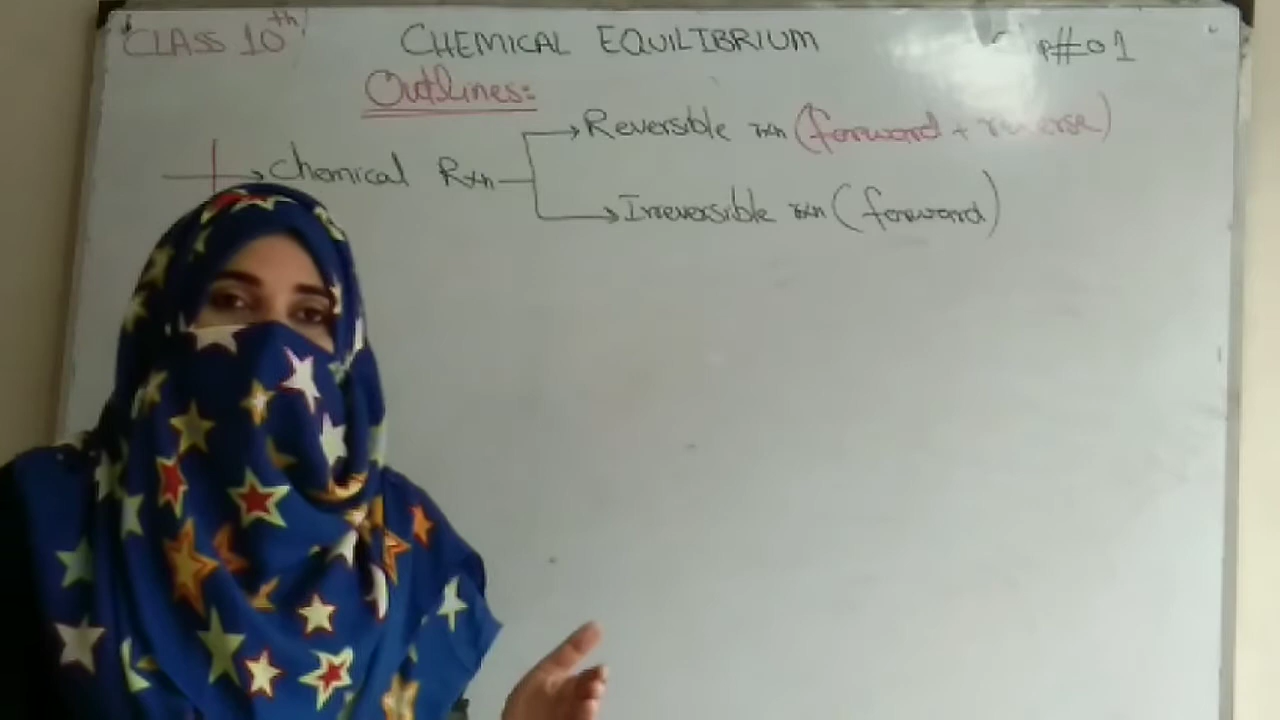 CLASS 10th CHEMICAL EQUILIBRIUM P#01
Outlines:
Reversible rxn (forward + reverse)
Chemical Rxn
Irreversible rxn (forward)